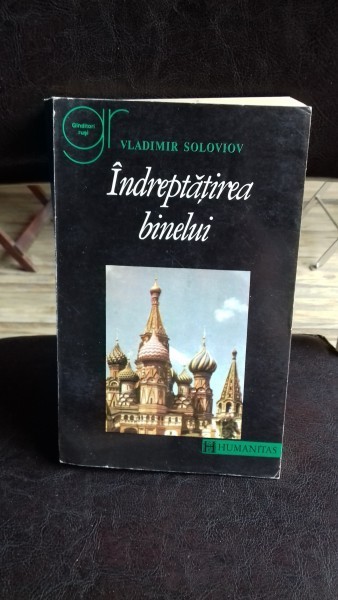 gr
Gînditori
ruşi
VLADIMIR SOLOVIOV
Îndreptăţirea
binelui
HUMANITAS